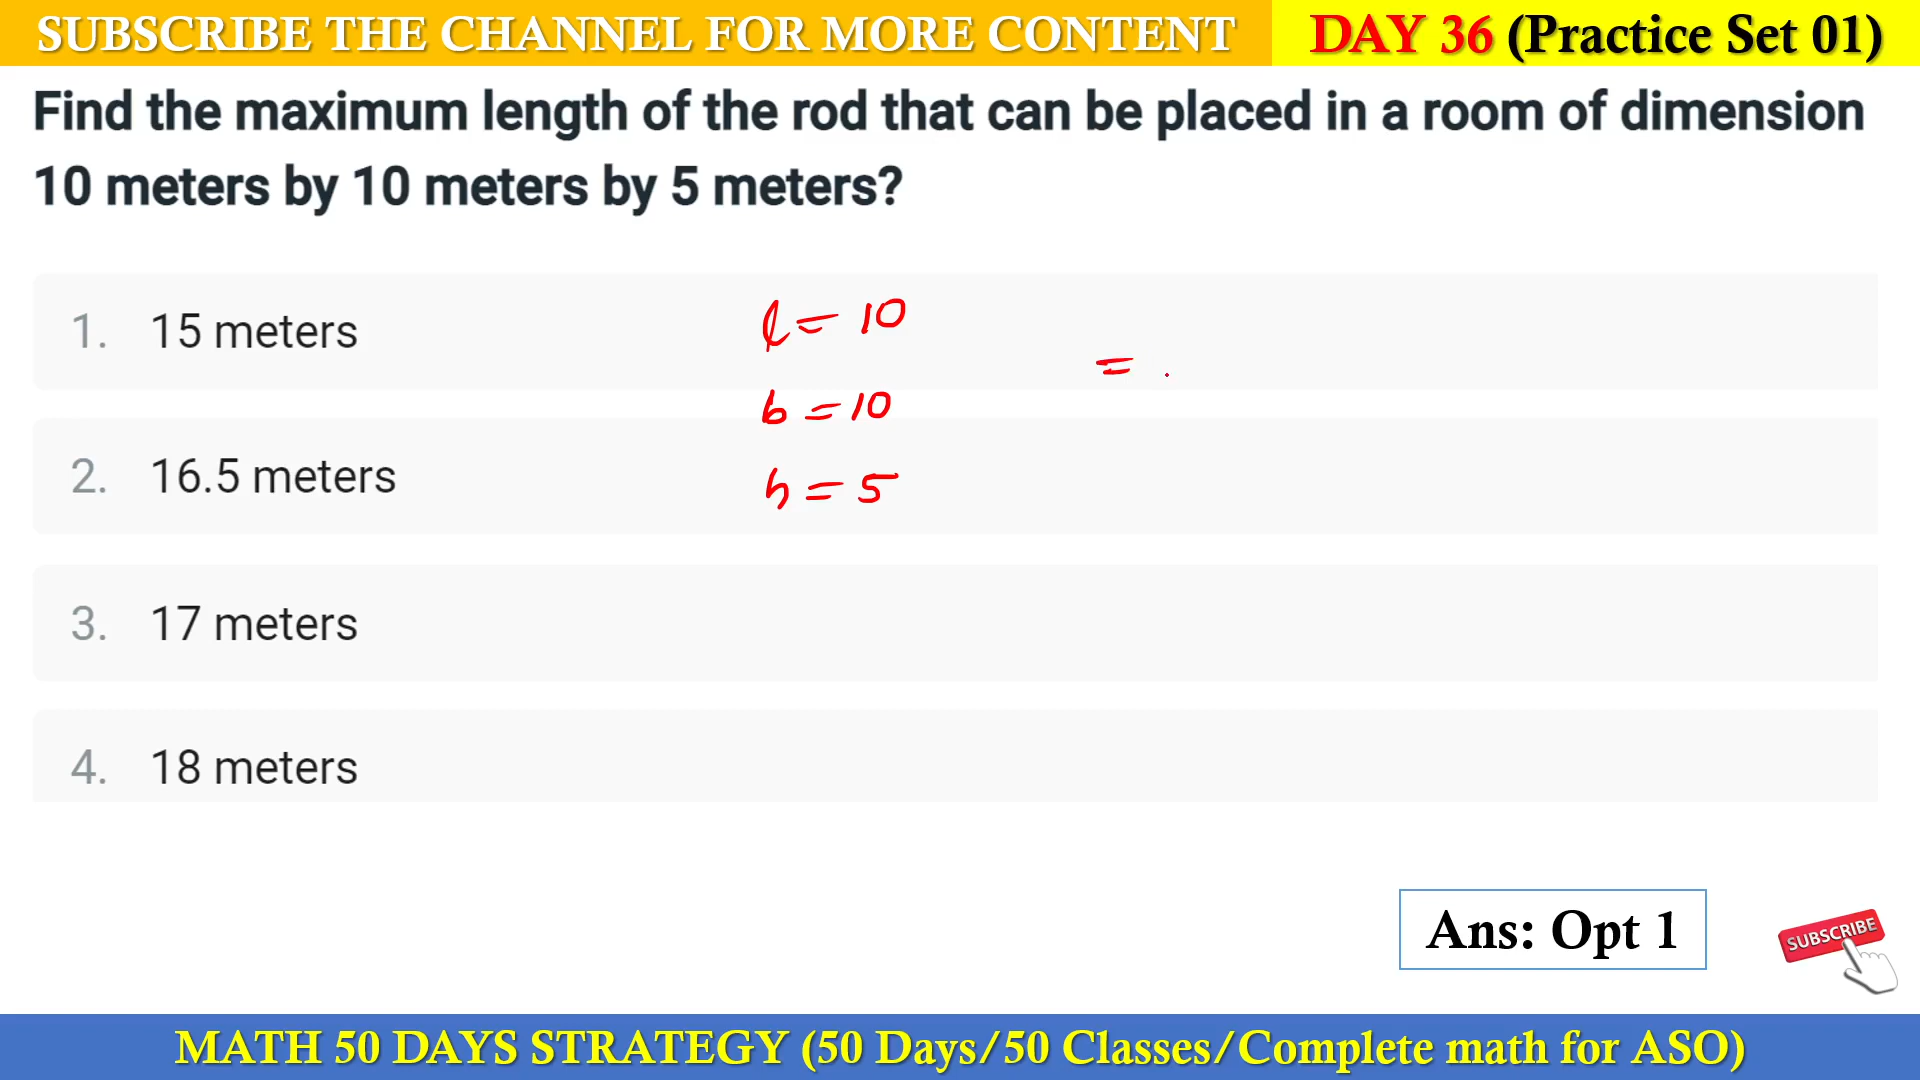 SUBSCRIBE THE CHANNEL FOR MORE CONTENT
DAY 36 (Practice Set 01)
Find the maximum length of the rod that can be placed in a room of dimension
10 meters by 10 meters by 5 meters?
1. 15 meters
2. 16.5 meters
3. 17 meters
4. 18 meters
l = 10
b = 10
h = 5
= .
Ans: Opt 1
SUBSCRIBE
MATH 50 DAYS STRATEGY (50 Days/50 Classes/Complete math for ASO)